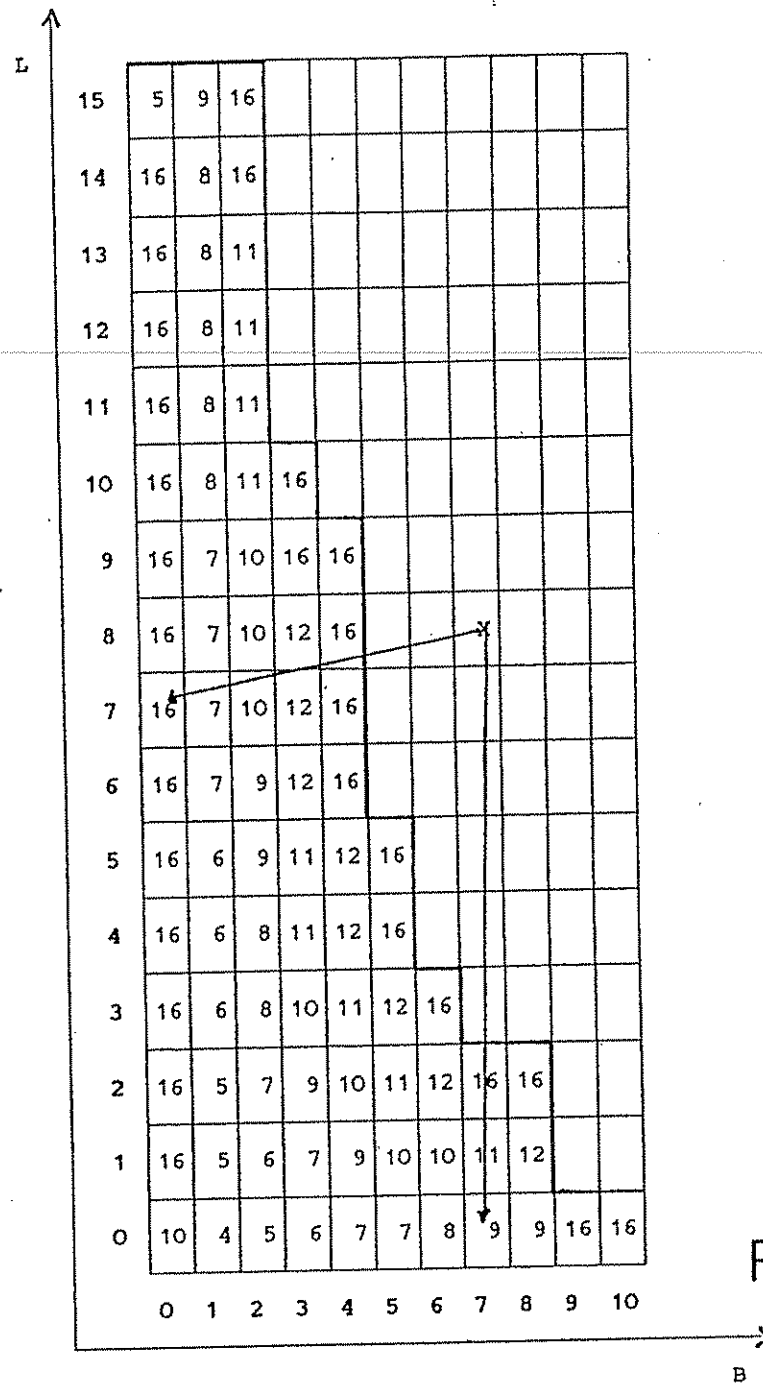 L
15 5 9 16
14 16 8 16
13 16 8 11
12 16 8 11
11 16 8 11
10 16 8 11 16
9 16 7 10 16 16
8 16 7 10 12 16 x
7 16 7 10 12 16
6 16 7 9 12 16
5 16 6 9 11 12 16
4 16 6 8 11 12 16
3 16 6 8 10 11 12 16
2 16 5 7 9 10 11 12 16 16
1 16 5 6 7 9 10 10 11 12
0 10 4 5 6 7 7 8 9 9 16 16
0 1 2 3 4 5 6 7 8 9 10
B